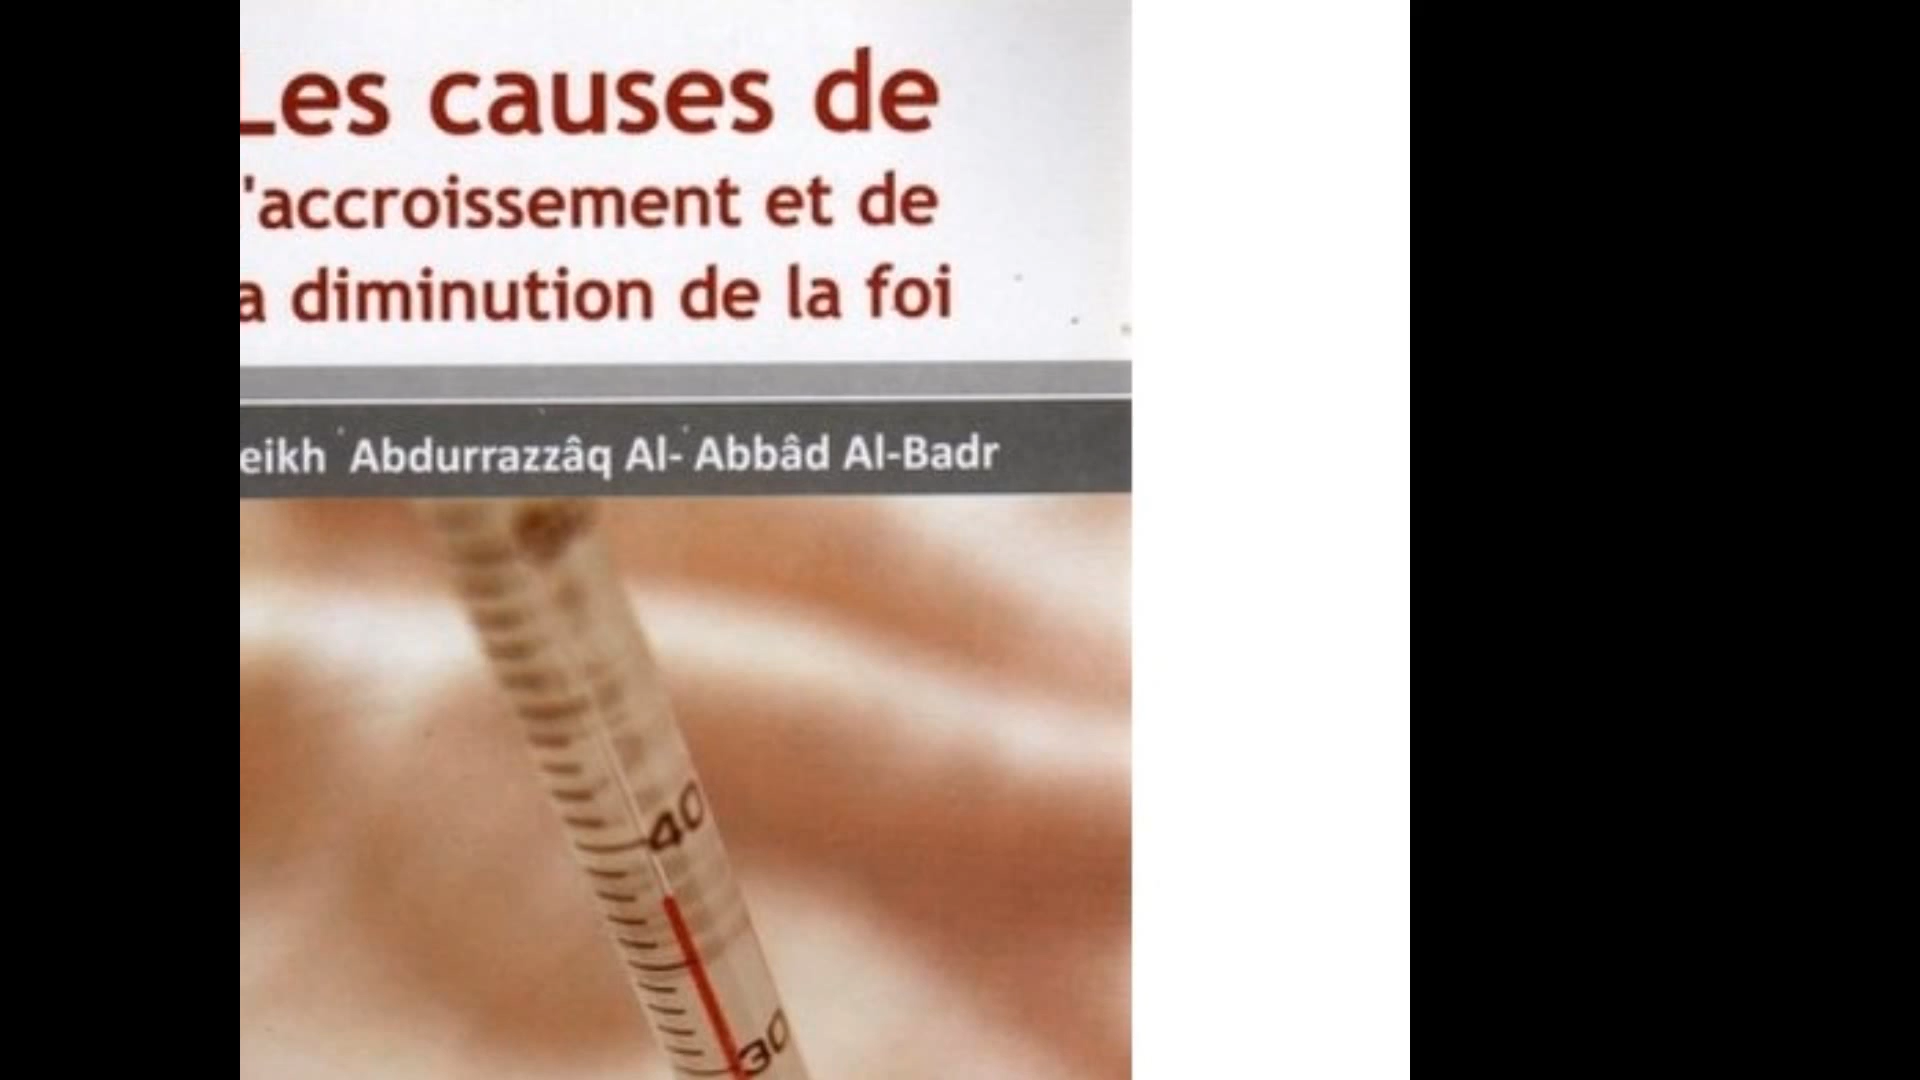 Les causes de
'accroissement et de
a diminution de la foi
eikh 'Abdurrazzâq Al-'Abbâd Al-Badr
40
30